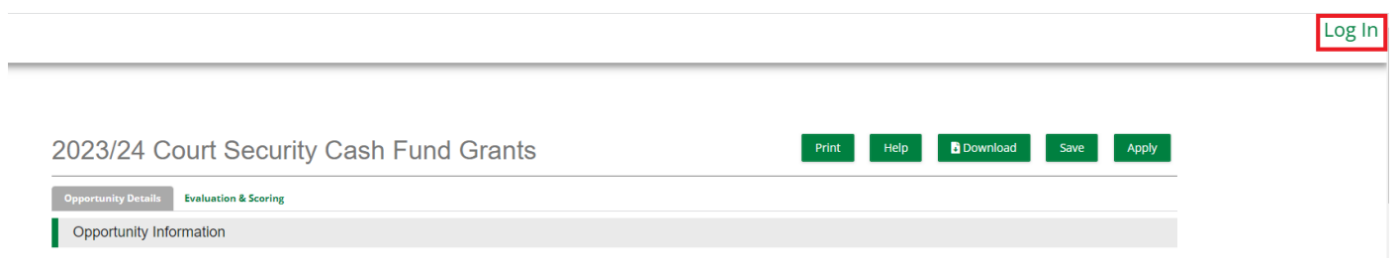 Log In
2023/24 Court Security Cash Fund Grants
Print Help Download Save Apply
Opportunity Details Evaluation & Scoring
Opportunity Information